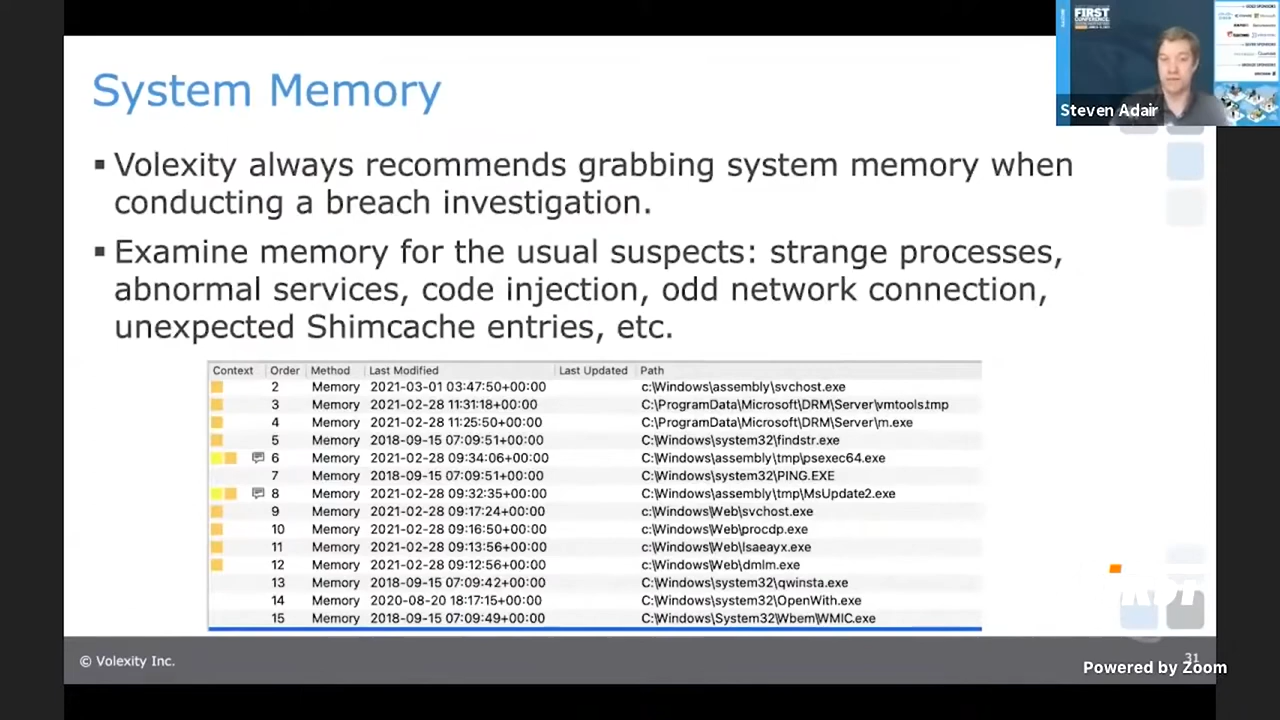 System Memory
FIRST
CONFERENCE
Steven Adair
▪ Volexity always recommends grabbing system memory when
conducting a breach investigation.
▪ Examine memory for the usual suspects: strange processes,
abnormal services, code injection, odd network connection,
unexpected Shimcache entries, etc.
Context Order Method Last Modified Last Updated Path
2 Memory 2021-03-01 03:47:50+00:00 c:\Windows\assembly\svchost.exe
3 Memory 2021-02-28 11:31:18+00:00 C:\ProgramData\Microsoft\DRM\Server\vmtools.tmp
4 Memory 2021-02-28 11:25:50+00:00 C:\ProgramData\Microsoft\DRM\Server\m.exe
5 Memory 2018-09-15 07:09:51+00:00 C:\Windows\system32\findstr.exe
6 Memory 2021-02-28 09:34:06+00:00 c:\Windows\assembly\tmp\psexec64.exe
7 Memory 2018-09-15 07:09:51+00:00 C:\Windows\system32\PING.EXE
8 Memory 2021-02-28 09:32:35+00:00 c:\Windows\assembly\tmp\MsUpdate2.exe
9 Memory 2021-02-28 09:17:24+00:00 c:\Windows\Web\svchost.exe
10 Memory 2021-02-28 09:16:50+00:00 c:\Windows\Web\procdp.exe
11 Memory 2021-02-28 09:13:56+00:00 c:\Windows\Web\lsaeayx.exe
12 Memory 2021-02-28 09:12:56+00:00 c:\Windows\Web\dmlm.exe
13 Memory 2018-09-15 07:09:42+00:00 C:\Windows\system32\qwinsta.exe
14 Memory 2020-08-20 18:17:15+00:00 C:\Windows\system32\OpenWith.exe
15 Memory 2018-09-15 07:09:49+00:00 C:\Windows\System32\Wbem\WMIC.exe
© Volexity Inc.
31
Powered by Zoom